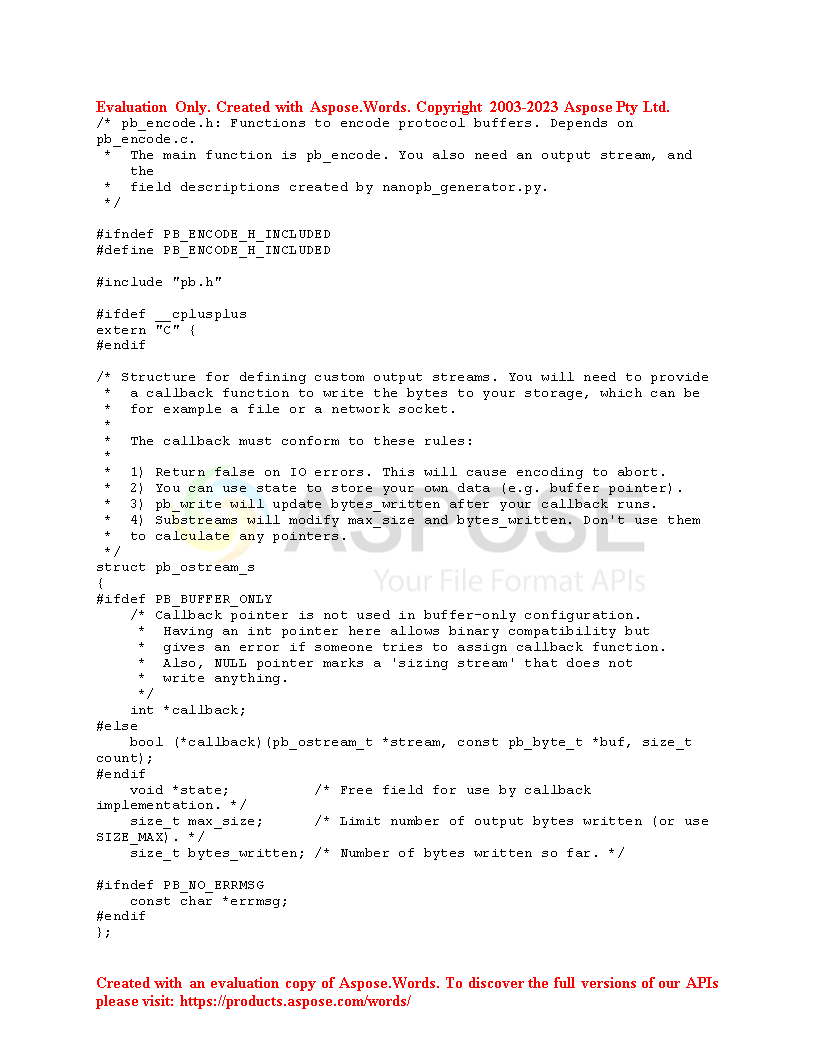 Evaluation Only. Created with Aspose.Words. Copyright 2003-2023 Aspose Pty Ltd.
/* pb_encode.h: Functions to encode protocol buffers. Depends on
pb_encode.c.
 *  The main function is pb_encode. You also need an output stream, and
    the
 *  field descriptions created by nanopb_generator.py.
 */

#ifndef PB_ENCODE_H_INCLUDED
#define PB_ENCODE_H_INCLUDED

#include "pb.h"

#ifdef __cplusplus
extern "C" {
#endif

/* Structure for defining custom output streams. You will need to provide
 *  a callback function to write the bytes to your storage, which can be
 *  for example a file or a network socket.
 *
 *  The callback must conform to these rules:
 *
 *  1) Return false on IO errors. This will cause encoding to abort.
 *  2) You can use state to store your own data (e.g. buffer pointer).
 *  3) pb_write will update bytes_written after your callback runs.
 *  4) Substreams will modify max_size and bytes_written. Don't use them
 *  to calculate any pointers.
 */
ASPOSE
struct pb_ostream_s
Your File Format APIs
{
#ifdef PB_BUFFER_ONLY
    /* Callback pointer is not used in buffer-only configuration.
     *  Having an int pointer here allows binary compatibility but
     *  gives an error if someone tries to assign callback function.
     *  Also, NULL pointer marks a 'sizing stream' that does not
     *  write anything.
     */
    int *callback;
#else
    bool (*callback)(pb_ostream_t *stream, const pb_byte_t *buf, size_t
count);
#endif
    void *state;          /* Free field for use by callback
implementation. */
    size_t max_size;      /* Limit number of output bytes written (or use
SIZE_MAX). */
    size_t bytes_written; /* Number of bytes written so far. */

#ifndef PB_NO_ERRMSG
    const char *errmsg;
#endif
};

Created with an evaluation copy of Aspose.Words. To discover the full versions of our APIs
please visit: https://products.aspose.com/words/